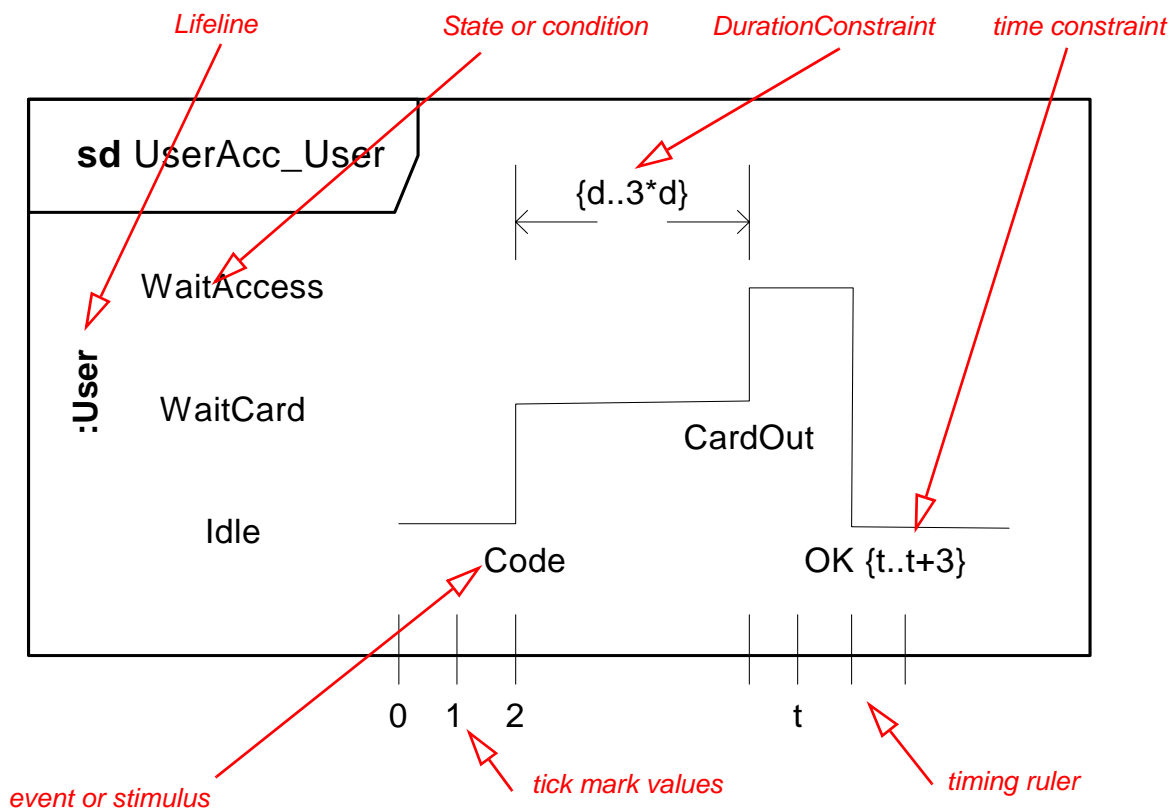 Lifeline
State or condition
DurationConstraint
time constraint
sd UserAcc_User
{d..3*d}
WaitAccess
:User
WaitCard
CardOut
Idle
Code
OK {t..t+3}
0 1 2 t
event or stimulus
tick mark values
timing ruler